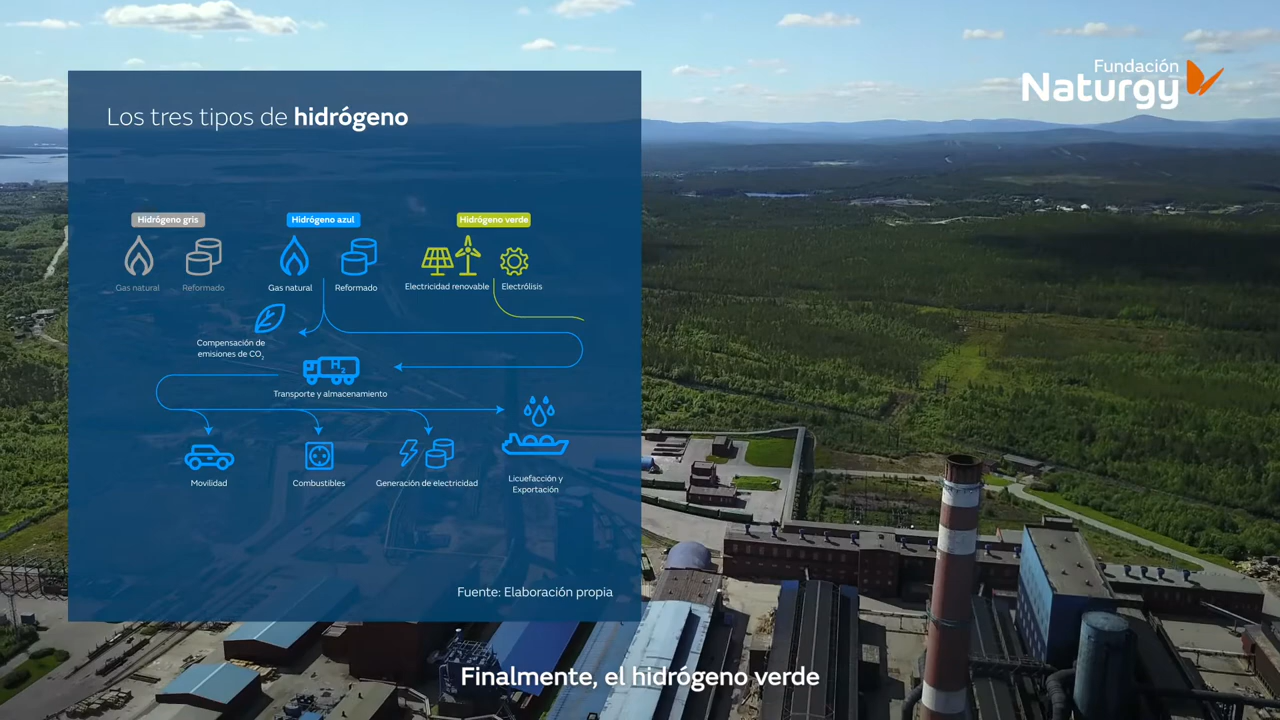 Fundación
Naturgy
Los tres tipos de hidrógeno
Hidrógeno gris
Hidrógeno azul
Hidrógeno verde
Gas natural
Reformado
Gas natural
Reformado
Electricidad renovable
Electrólisis
Compensación de
emisiones de CO₂
H₂
Transporte y almacenamiento
Movilidad
Combustibles
Generación de electricidad
Licuefacción y
Exportación
Fuente: Elaboración propia
Finalmente, el hidrógeno verde